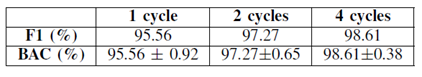 1 cycle 2 cycles 4 cycles
F1 (%) 95.56 97.27 98.61
BAC (%) 95.56 ± 0.92 97.27±0.65 98.61±0.38